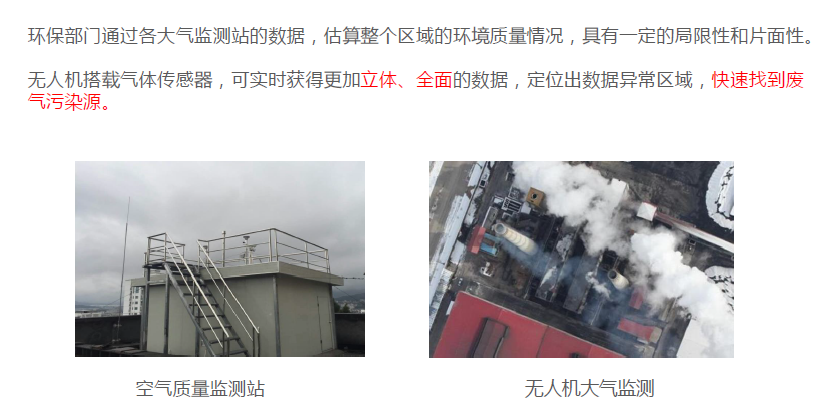 环保部门通过各大气监测站的数据，估算整个区域的环境质量情况，具有一定的局限性和片面性。
无人机搭载气体传感器，可实时获得更加立体、全面的数据，定位出数据异常区域，快速找到废
气污染源。
空气质量监测站
无人机大气监测